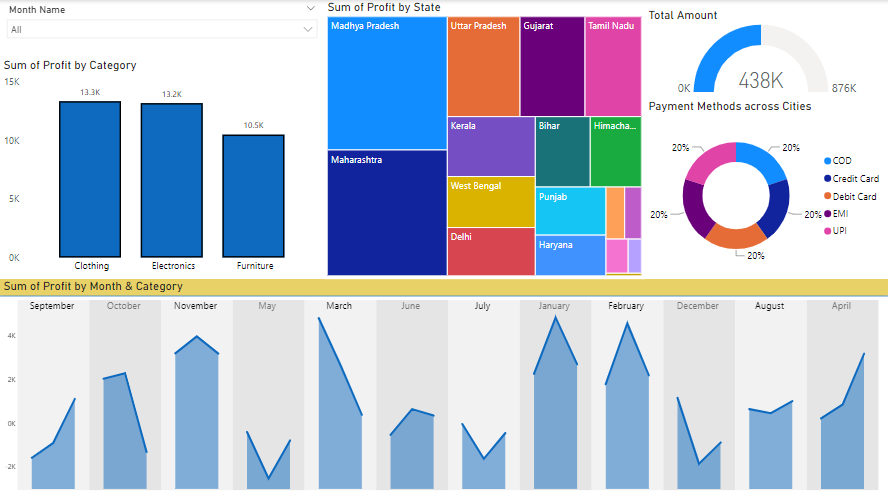 Month Name
All
Sum of Profit by Category
15K
10K
5K
0K
13.3K
13.2K
10.5K
Clothing
Electronics
Furniture
Sum of Profit by State
Madhya Pradesh
Maharashtra
Uttar Pradesh
Gujarat
Tamil Nadu
Kerala
West Bengal
Delhi
Bihar
Himacha...
Punjab
Haryana
Total Amount
438K
0K
876K
Payment Methods across Cities
20%
20%
20%
20%
20%
COD
Credit Card
Debit Card
EMI
UPI
Sum of Profit by Month & Category
September
October
November
May
March
June
July
January
February
December
August
April
4K
2K
0K
2K